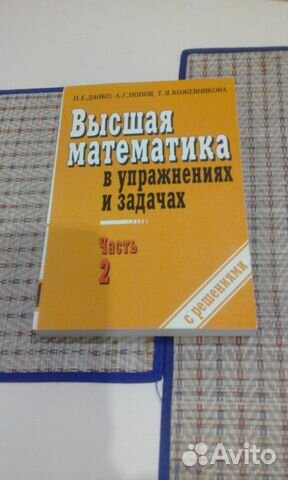 П. Е. ДАНКО, А. Г. ПОПОВ, Т. Я. КОЖЕВНИКОВА
Высшая
математика
в упражнениях
и задачах
Часть
2
с решениями
Avito